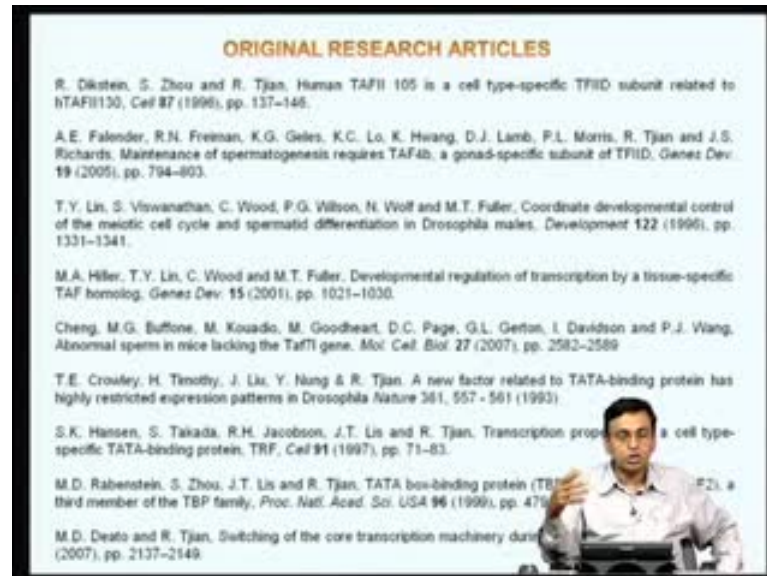 ORIGINAL RESEARCH ARTICLES
R. Dikstein, S. Zhou and R. Tjian, Human TAFII 105 is a cell type-specific TFIID subunit related to
hTAFII130, Cell 87 (1996), pp. 137–146.
A.E. Falender, R.N. Freiman, K.G. Geles, K.C. Lo, K. Hwang, D.J. Lamb, P.L. Morris, R. Tjian and J.S.
Richards, Maintenance of spermatogenesis requires TAF4b, a gonad-specific subunit of TFIID, Genes Dev.
19 (2005), pp. 794–803.
T.Y. Lin, S. Viswanathan, C. Wood, P.G. Wilson, N. Wolf and M.T. Fuller, Coordinate developmental control
of the meiotic cell cycle and spermatid differentiation in Drosophila males, Development 122 (1996), pp.
1331–1341.
M.A. Hiller, T.Y. Lin, C. Wood and M.T. Fuller, Developmental regulation of transcription by a tissue-specific
TAF homolog, Genes Dev. 15 (2001), pp. 1021–1030.
Cheng, M.G. Buffone, M. Kouadio, M. Goodheart, D.C. Page, G.L. Gerton, I. Davidson and P.J. Wang,
Abnormal sperm in mice lacking the Taf7l gene, Mol. Cell. Biol. 27 (2007), pp. 2582–2589
T.E. Crowley, H. Timothy, J. Liu, Y. Nung & R. Tjian. A new factor related to TATA-binding protein has
highly restricted expression patterns in Drosophila Nature 361, 557 - 561 (1993)
S.K. Hansen, S. Takada, R.H. Jacobson, J.T. Lis and R. Tjian, Transcription prope a cell type-
specific TATA-binding protein, TRF, Cell 91 (1997), pp. 71–83.
M.D. Rabenstein, S. Zhou, J.T. Lis and R. Tjian, TATA box-binding protein (TB F2), a
third member of the TBP family, Proc. Natl. Acad. Sci. USA 96 (1999), pp. 479
M.D. Deato and R. Tjian, Switching of the core transcription machinery durin
(2007), pp. 2137–2149.